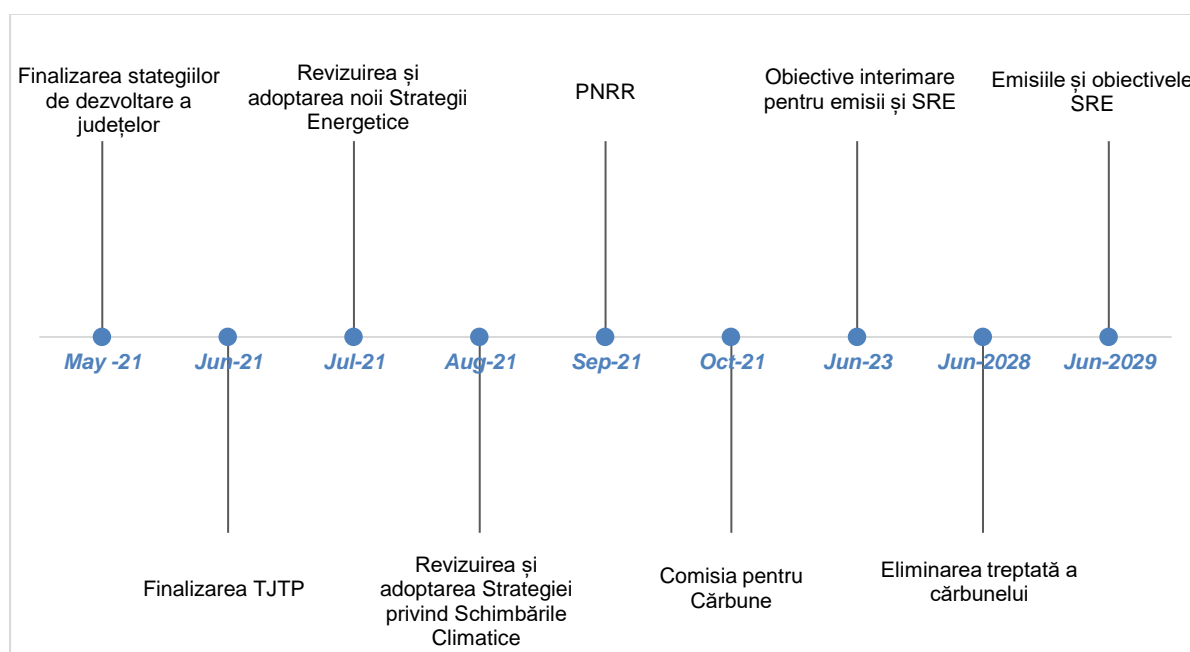 Finalizarea stategiilor
de dezvoltare a
județelor
Revizuirea și
adoptarea noii Strategii
Energetice
PNRR
Obiective interimare
pentru emisii și SRE
Emisiile și obiectivele
SRE
May -21
Jun-21
Jul-21
Aug-21
Sep-21
Oct-21
Jun-23
Jun-2028
Jun-2029
Finalizarea TJTP
Revizuirea și
adoptarea Strategiei
privind Schimbările
Climatice
Comisia pentru
Cărbune
Eliminarea treptată a
cărbunelui